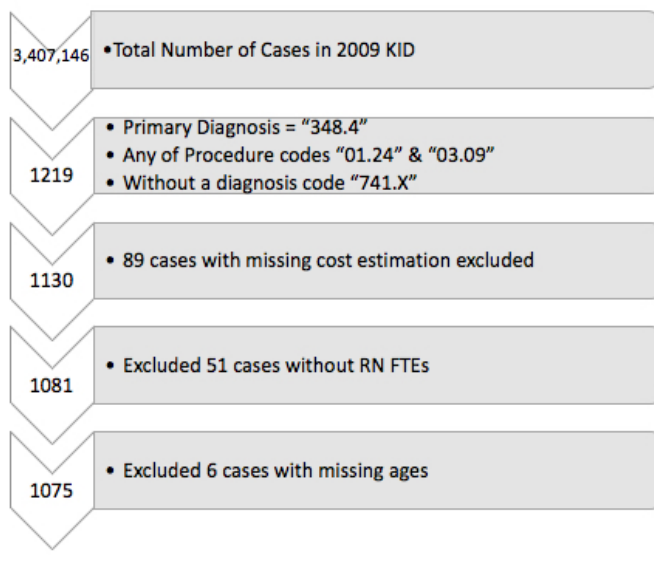 3,407,146 •Total Number of Cases in 2009 KID
• Primary Diagnosis = “348.4”
• Any of Procedure codes “01.24” & “03.09”
1219
• Without a diagnosis code “741.X”
• 89 cases with missing cost estimation excluded
1130
• Excluded 51 cases without RN FTEs
1081
• Excluded 6 cases with missing ages
1075